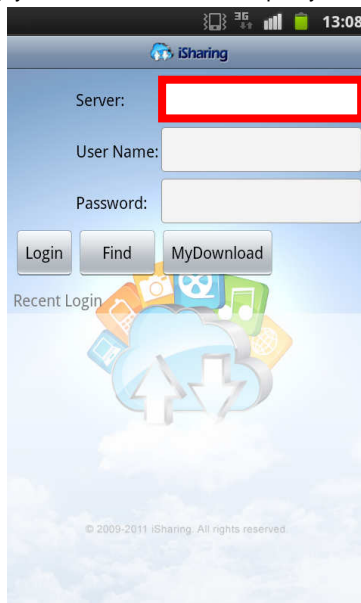 3G 13:08
iSharing
Server:
User Name:
Password:
Login Find MyDownload
Recent Login
© 2009-2011 iSharing. All rights reserved